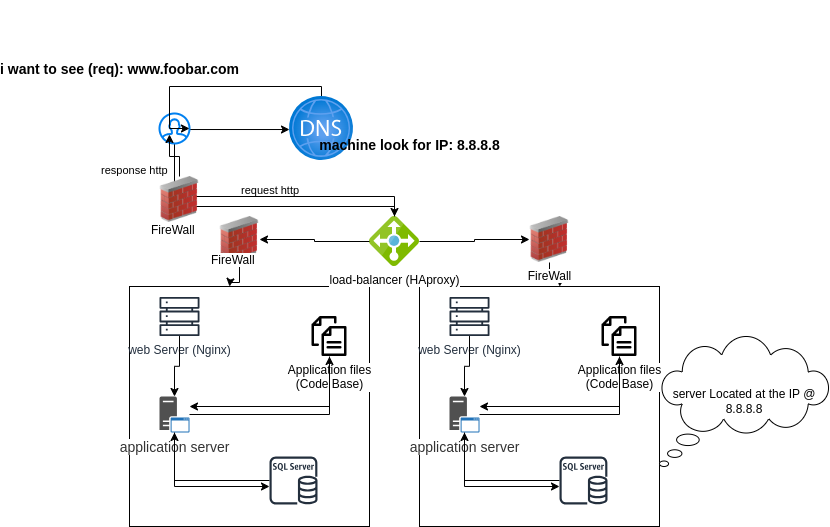 i want to see (req): www.foobar.com
DNS
machine look for IP: 8.8.8.8
response http
request http
FireWall
FireWall
FireWall
load-balancer (HAproxy)
web Server (Nginx)
Application files
(Code Base)
application server
SQL Server
web Server (Nginx)
Application files
(Code Base)
application server
SQL Server
server Located at the IP @
8.8.8.8